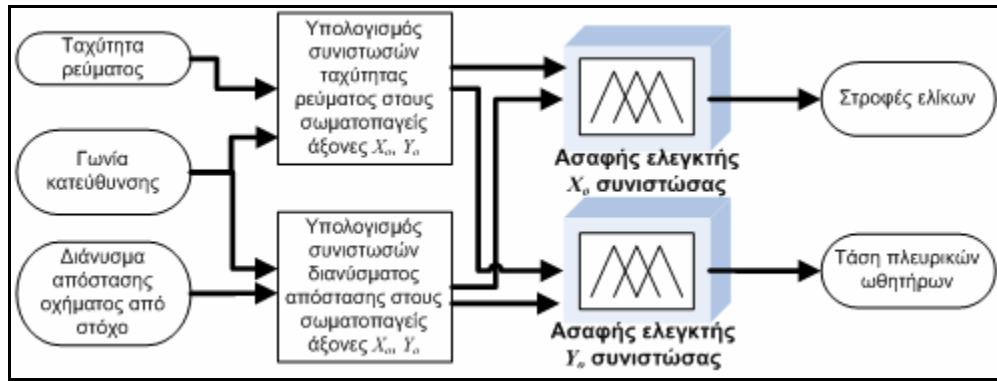 Ταχύτητα
ρεύματος
Γωνία
κατεύθυνσης
Διάνυσμα
απόστασης
οχήματος από
στόχο
Υπολογισμός
συνιστωσών
ταχύτητας
ρεύματος στους
σωματοπαγείς
άξονες Xₒ, Yₒ
Υπολογισμός
συνιστωσών
διανύσματος
απόστασης στους
σωματοπαγείς
άξονες Xₒ, Yₒ
Ασαφής ελεγκτής
Xₒ συνιστώσας
Ασαφής ελεγκτής
Yₒ συνιστώσας
Στροφές ελίκων
Τάση πλευρικών
ωθητήρων